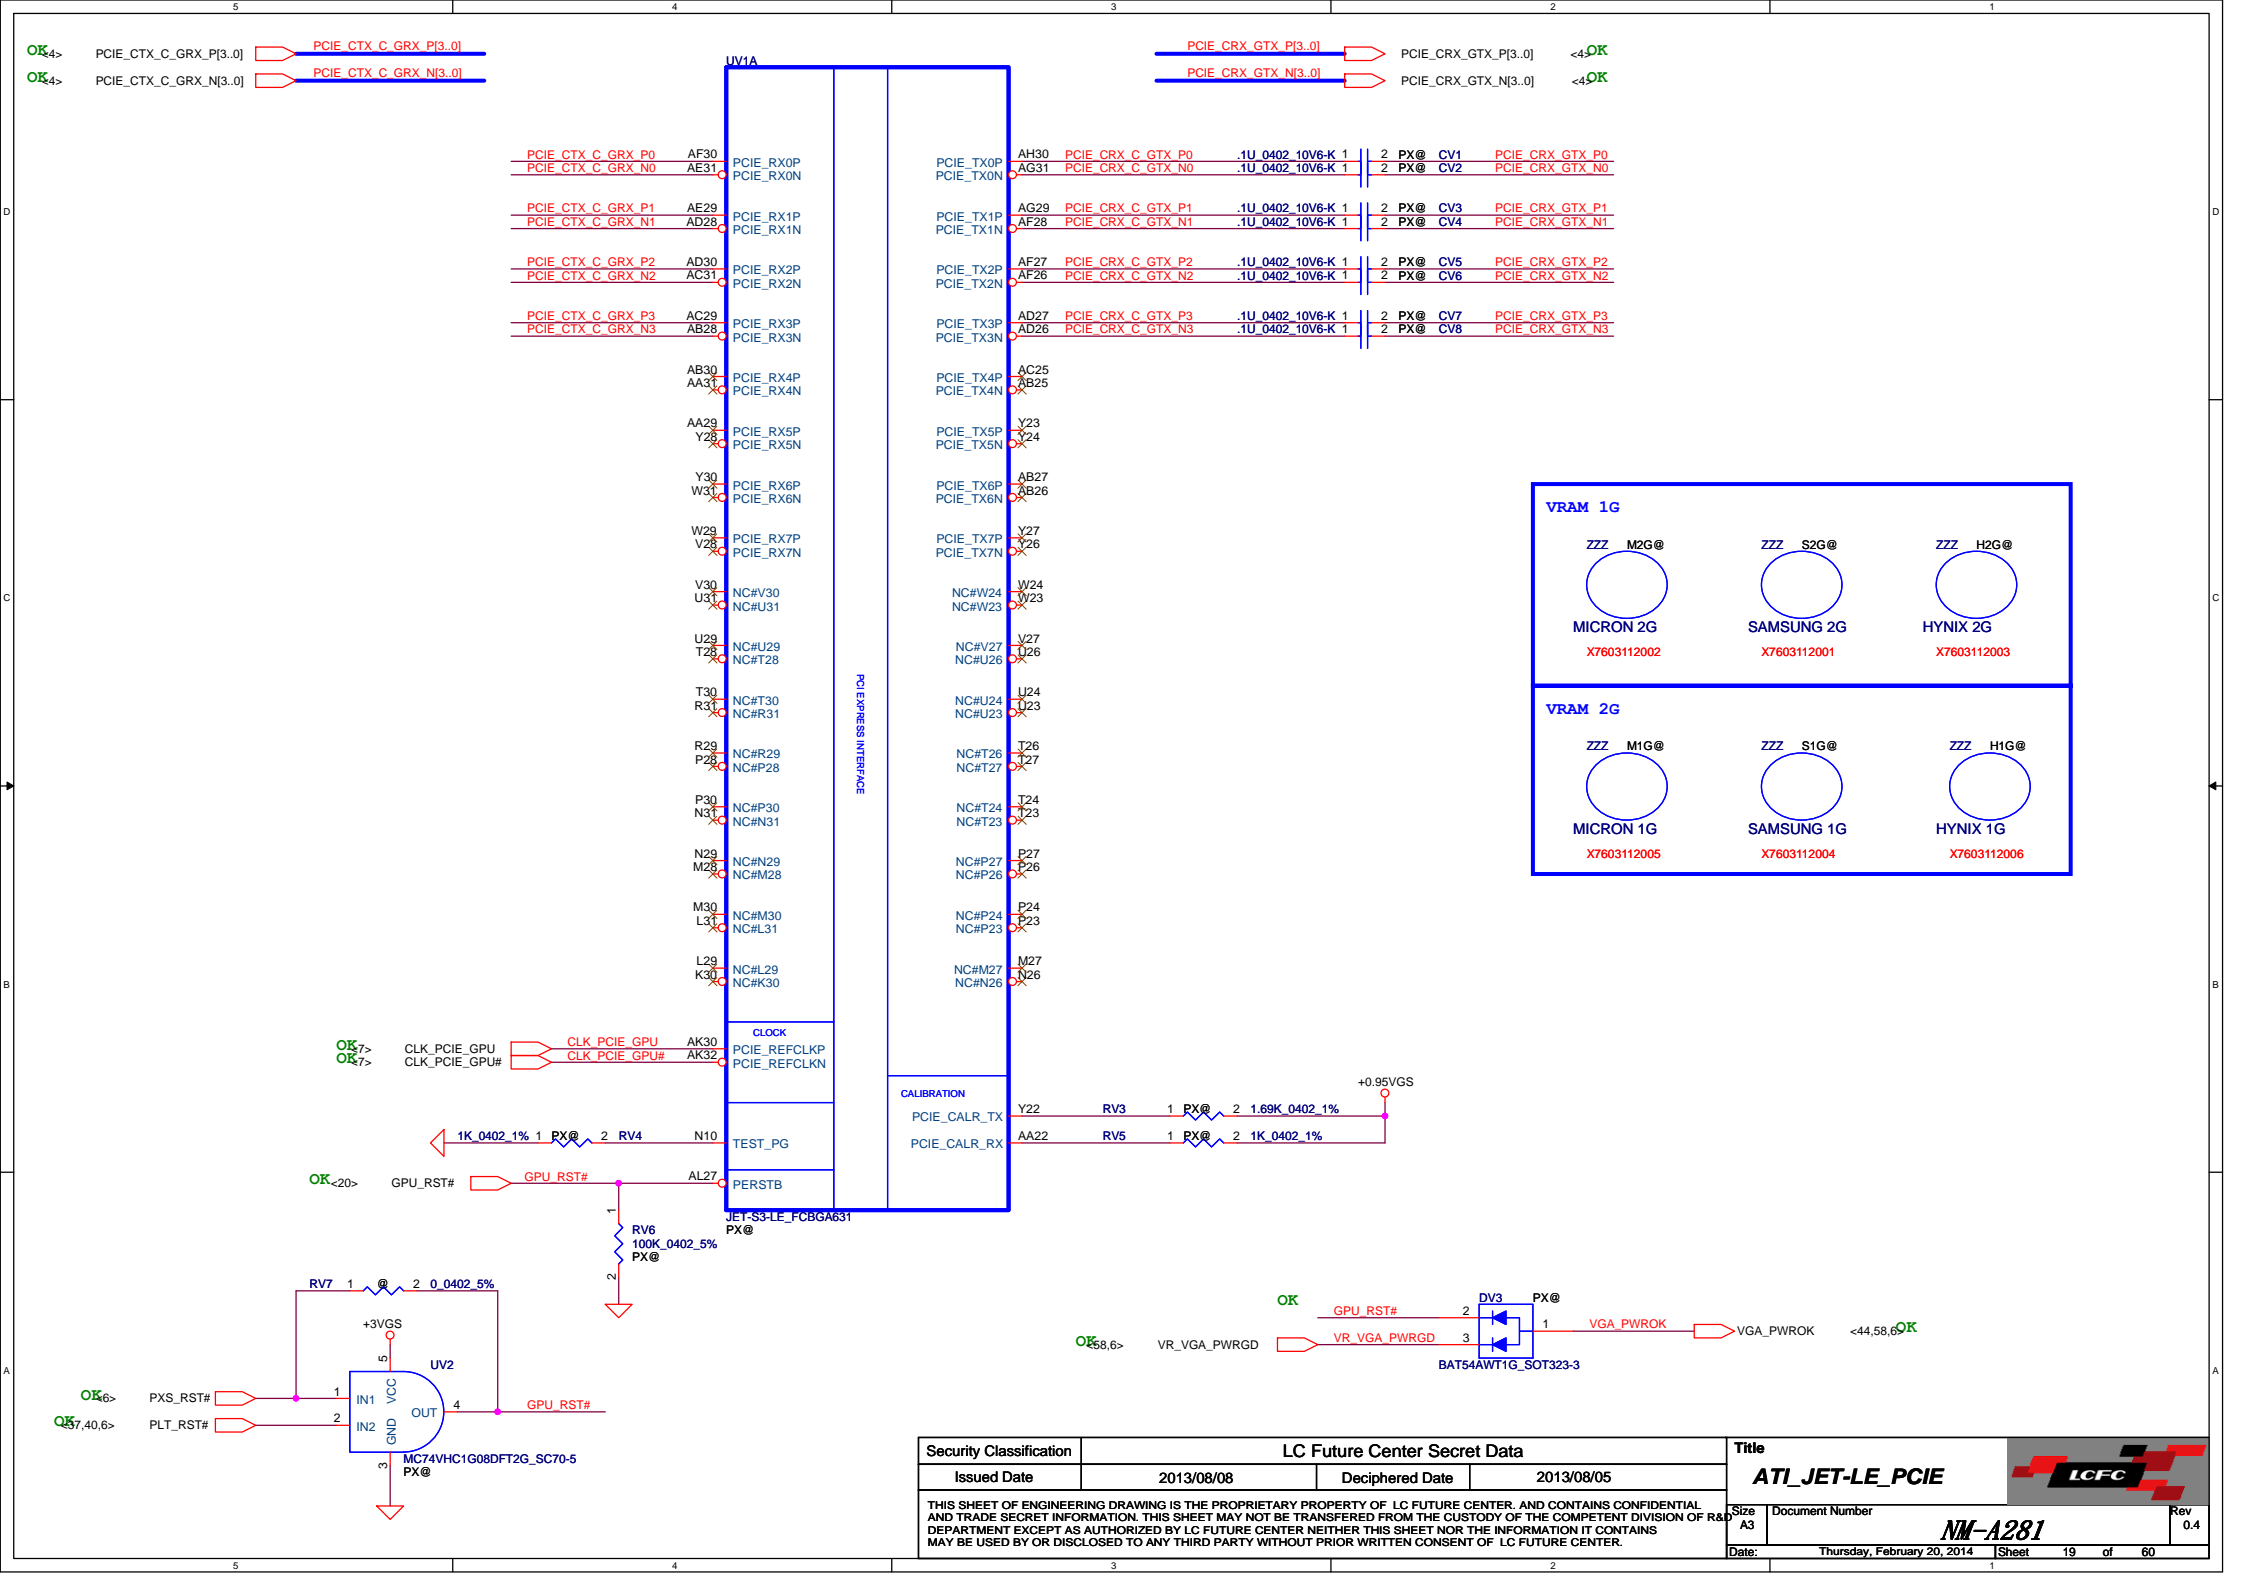 5 4 3 2 1
OK <4> PCIE_CTX_C_GRX_P[3..0] PCIE_CTX_C_GRX_P[3..0]
OK <4> PCIE_CTX_C_GRX_N[3..0] PCIE_CTX_C_GRX_N[3..0]
PCIE_CRX_GTX_P[3..0] PCIE_CRX_GTX_P[3..0] <4> OK
PCIE_CRX_GTX_N[3..0] PCIE_CRX_GTX_N[3..0] <4> OK
UV1A
PCIE_CTX_C_GRX_P0 AF30 PCIE_RX0P PCIE_TX0P AH30 PCIE_CRX_C_GTX_P0 .1U_0402_10V6-K 1 2 PX@ CV1 PCIE_CRX_GTX_P0
PCIE_CTX_C_GRX_N0 AE31 PCIE_RX0N PCIE_TX0N AG31 PCIE_CRX_C_GTX_N0 .1U_0402_10V6-K 1 2 PX@ CV2 PCIE_CRX_GTX_N0
PCIE_CTX_C_GRX_P1 AE29 PCIE_RX1P PCIE_TX1P AG29 PCIE_CRX_C_GTX_P1 .1U_0402_10V6-K 1 2 PX@ CV3 PCIE_CRX_GTX_P1
PCIE_CTX_C_GRX_N1 AD28 PCIE_RX1N PCIE_TX1N AF28 PCIE_CRX_C_GTX_N1 .1U_0402_10V6-K 1 2 PX@ CV4 PCIE_CRX_GTX_N1
PCIE_CTX_C_GRX_P2 AD30 PCIE_RX2P PCIE_TX2P AF27 PCIE_CRX_C_GTX_P2 .1U_0402_10V6-K 1 2 PX@ CV5 PCIE_CRX_GTX_P2
PCIE_CTX_C_GRX_N2 AC31 PCIE_RX2N PCIE_TX2N AF26 PCIE_CRX_C_GTX_N2 .1U_0402_10V6-K 1 2 PX@ CV6 PCIE_CRX_GTX_N2
PCIE_CTX_C_GRX_P3 AC29 PCIE_RX3P PCIE_TX3P AD27 PCIE_CRX_C_GTX_P3 .1U_0402_10V6-K 1 2 PX@ CV7 PCIE_CRX_GTX_P3
PCIE_CTX_C_GRX_N3 AB28 PCIE_RX3N PCIE_TX3N AD26 PCIE_CRX_C_GTX_N3 .1U_0402_10V6-K 1 2 PX@ CV8 PCIE_CRX_GTX_N3
D D
AB30 PCIE_RX4P PCIE_TX4P AC25
AA31 PCIE_RX4N PCIE_TX4N AB25
AA29 PCIE_RX5P PCIE_TX5P Y23
Y28 PCIE_RX5N PCIE_TX5N Y24
Y30 PCIE_RX6P PCIE_TX6P AB27
W31 PCIE_RX6N PCIE_TX6N AB26
W29 PCIE_RX7P PCIE_TX7P Y27
V28 PCIE_RX7N PCIE_TX7N Y26
V30 NC#V30 NC#W24 W24
U31 NC#U31 NC#W23 W23
C C
U29 NC#U29 NC#V27 V27
T28 NC#T28 NC#U26 U26
T30 NC#T30 NC#U24 U24
R31 NC#R31 NC#U23 U23
R29 NC#R29 NC#T26 T26
P28 NC#P28 NC#T27 T27
P30 NC#P30 NC#T24 T24
N31 NC#N31 NC#T23 T23
N29 NC#N29 NC#P27 P27
M28 NC#M28 NC#P26 P26
M30 NC#M30 NC#P24 P24
L31 NC#L31 NC#P23 P23
L29 NC#L29 NC#M27 M27
K30 NC#K30 NC#N26 N26
B B
PCI EXPRESS INTERFACE
VRAM 1G
ZZZ M2G@ ZZZ S2G@ ZZZ H2G@
MICRON 2G SAMSUNG 2G HYNIX 2G
X7603112002 X7603112001 X7603112003
VRAM 2G
ZZZ M1G@ ZZZ S1G@ ZZZ H1G@
MICRON 1G SAMSUNG 1G HYNIX 1G
X7603112005 X7603112004 X7603112006
CLOCK
OK <7> CLK_PCIE_GPU CLK_PCIE_GPU AK30 PCIE_REFCLKP
OK <7> CLK_PCIE_GPU# CLK_PCIE_GPU# AK32 PCIE_REFCLKN
CALIBRATION
+0.95VGS
PCIE_CALR_TX Y22 RV3 1 PX@ 2 1.69K_0402_1%
PCIE_CALR_RX AA22 RV5 1 PX@ 2 1K_0402_1%
1K_0402_1% 1 PX@ 2 RV4 N10 TEST_PG
OK <20> GPU_RST# GPU_RST# AL27 PERSTB
JET-S3-LE_FCBGA631
PX@
1
RV6
100K_0402_5%
PX@
2
RV7 1 @ 2 0_0402_5%
+3VGS
5
UV2
OK <6> PXS_RST# 1 IN1 VCC
OUT 4 GPU_RST#
OK <37,40,6> PLT_RST# 2 IN2 GND
3
MC74VHC1G08DFT2G_SC70-5
PX@
DV3 PX@
OK GPU_RST# 2
1 VGA_PWROK VGA_PWROK <44,58,6> OK
OK <58,6> VR_VGA_PWRGD VR_VGA_PWRGD 3
BAT54AWT1G_SOT323-3
A A
Security Classification LC Future Center Secret Data
Issued Date 2013/08/08 Deciphered Date 2013/08/05
THIS SHEET OF ENGINEERING DRAWING IS THE PROPRIETARY PROPERTY OF LC FUTURE CENTER. AND CONTAINS CONFIDENTIAL
AND TRADE SECRET INFORMATION. THIS SHEET MAY NOT BE TRANSFERED FROM THE CUSTODY OF THE COMPETENT DIVISION OF R&D
DEPARTMENT EXCEPT AS AUTHORIZED BY LC FUTURE CENTER NEITHER THIS SHEET NOR THE INFORMATION IT CONTAINS
MAY BE USED BY OR DISCLOSED TO ANY THIRD PARTY WITHOUT PRIOR WRITTEN CONSENT OF LC FUTURE CENTER.
Title
ATI_JET-LE_PCIE
LCFC
Size Document Number Rev
A3 NM-A281 0.4
Date: Thursday, February 20, 2014 Sheet 19 of 60
5 4 3 2 1